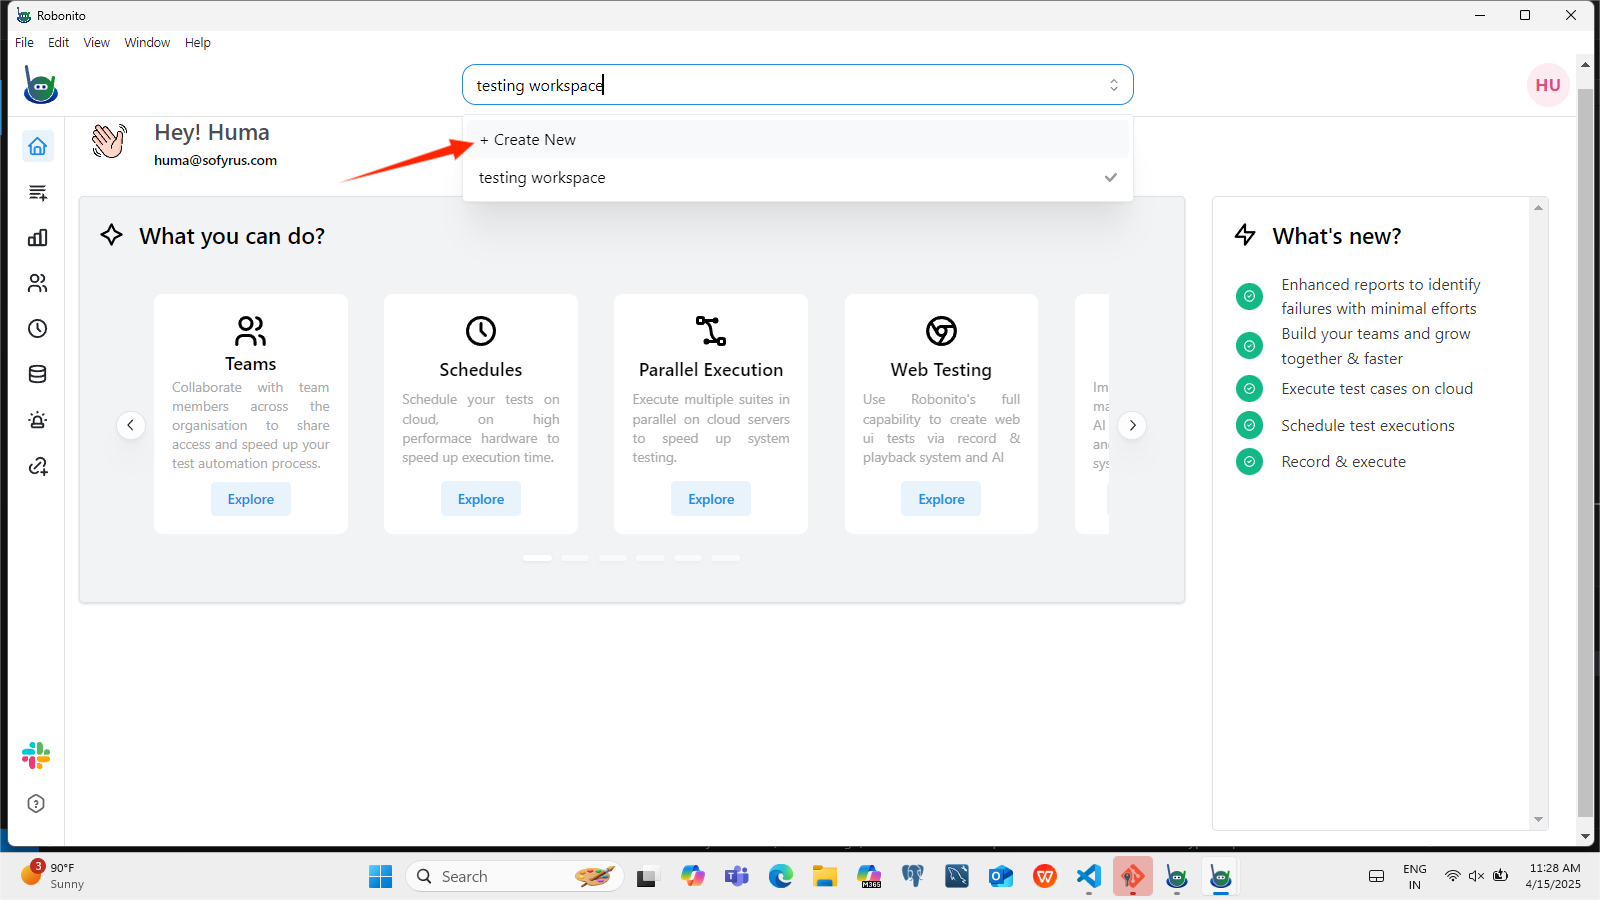 Robonito
File Edit View Window Help
testing workspace
HU
+ Create New
testing workspace
Hey! Huma
huma@sofyrus.com
What you can do?
Teams
Collaborate with team
members across the
organisation to share
access and speed up your
test automation process.
Explore
Schedules
Schedule your tests on
cloud, on high
performace hardware to
speed up execution time.
Explore
Parallel Execution
Execute multiple suites in
parallel on cloud servers
to speed up system
testing.
Explore
Web Testing
Use Robonito's full
capability to create web
ui tests via record &
playback system and AI
Explore
Im
AI
What's new?
Enhanced reports to identify
failures with minimal efforts
Build your teams and grow
together & faster
Execute test cases on cloud
Schedule test executions
Record & execute
3
90°F
Sunny
Search
M365
ENG
IN
11:28 AM
4/15/2025